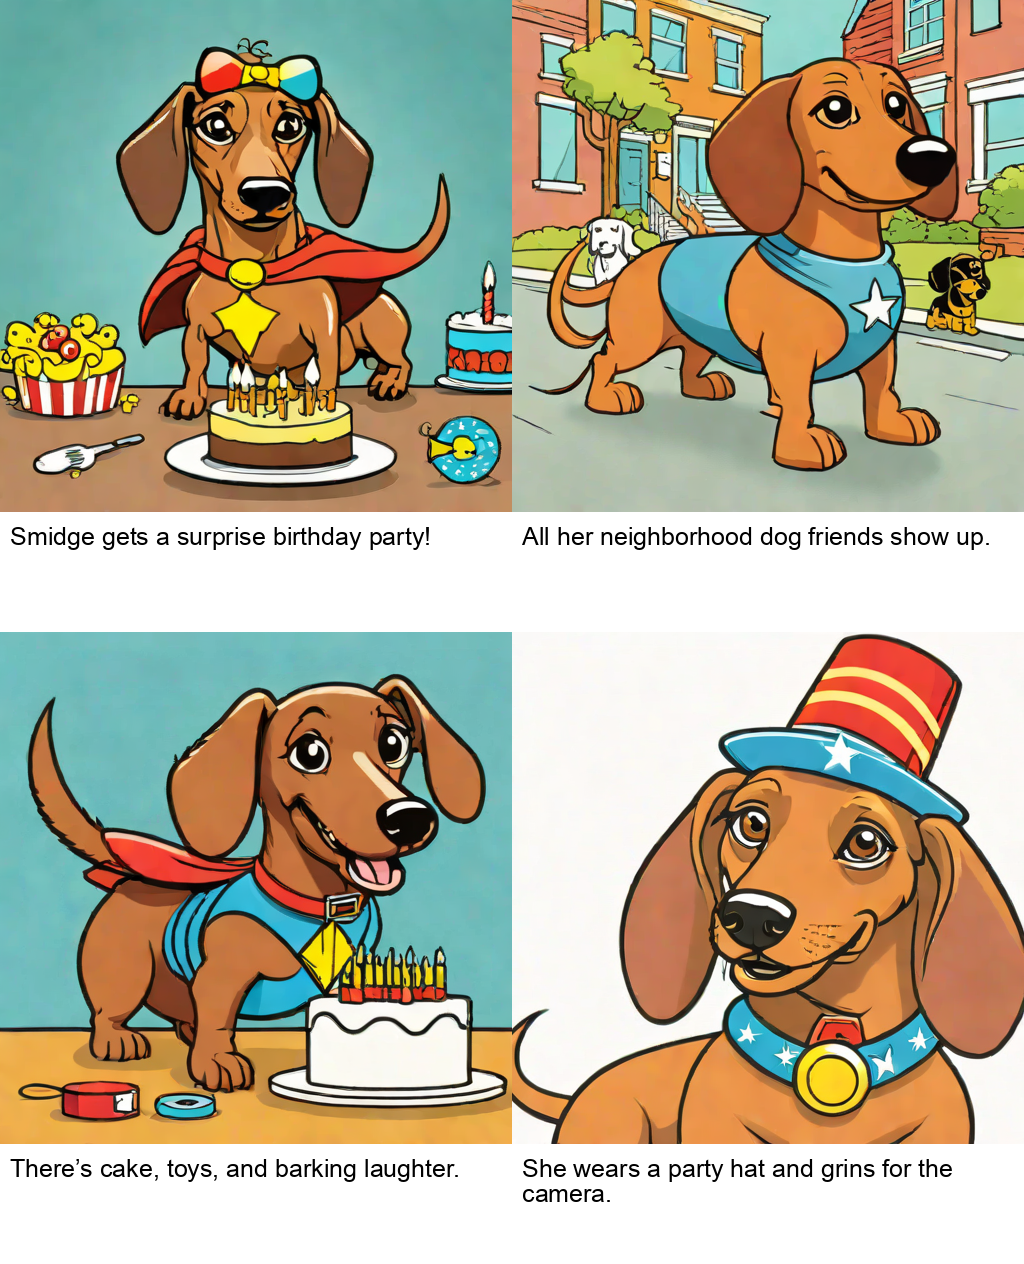 Smidge gets a surprise birthday party!
All her neighborhood dog friends show up.
There’s cake, toys, and barking laughter.
She wears a party hat and grins for the
camera.